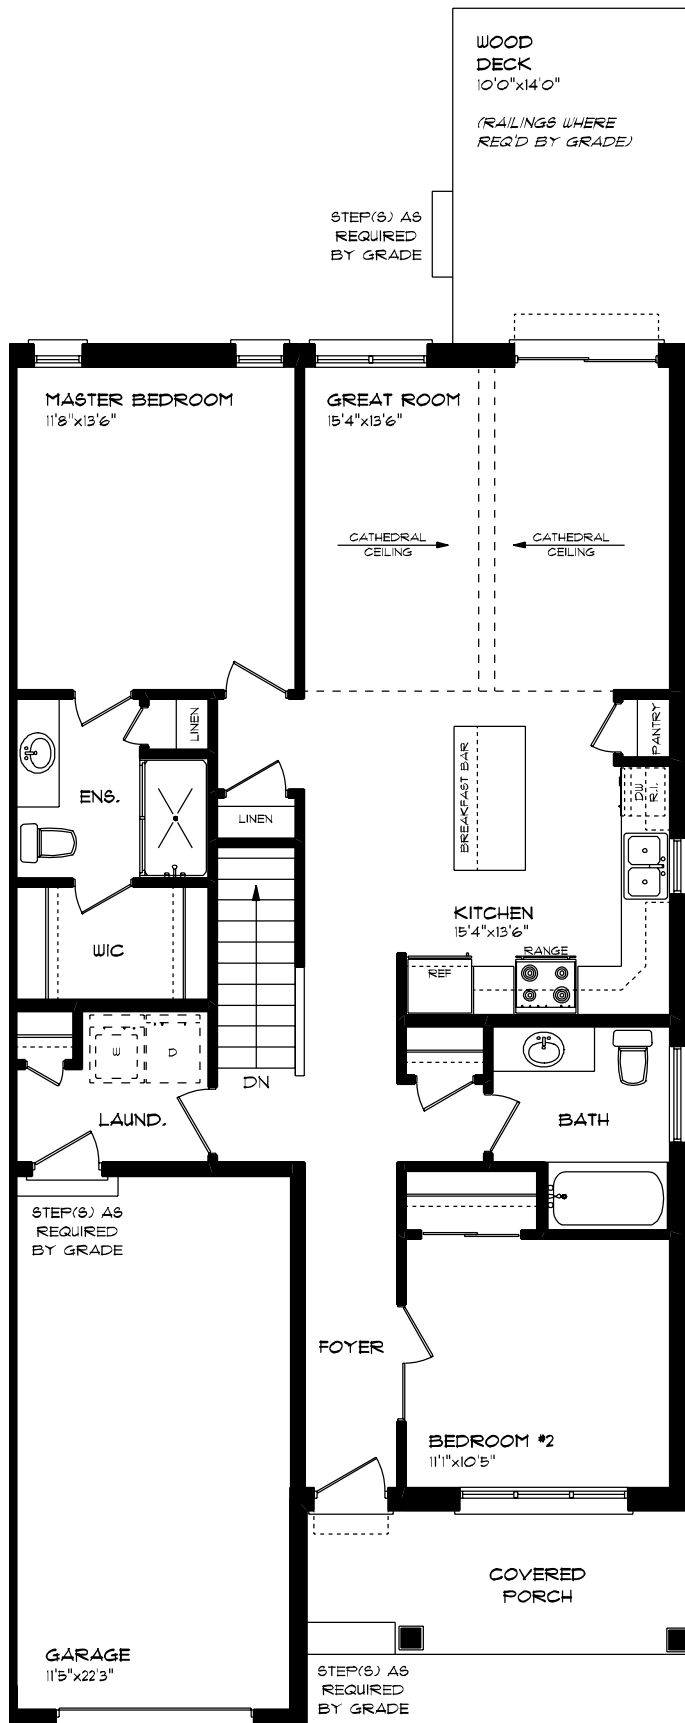 WOOD
DECK
10'0"x14'0"
(RAILINGS WHERE
REQ'D BY GRADE)
STEP(S) AS
REQUIRED
BY GRADE
MASTER BEDROOM
11'8"x13'6"
GREAT ROOM
15'4"x13'6"
CATHEDRAL
CEILING
CATHEDRAL
CEILING
LINEN
PANTRY
ENS.
BREAKFAST BAR
DW
R.I.
LINEN
KITCHEN
15'4"x13'6"
WIC
RANGE
REF
W
D
DN
LAUND.
BATH
STEP(S) AS
REQUIRED
BY GRADE
FOYER
BEDROOM #2
11'1"x10'5"
COVERED
PORCH
GARAGE
11'5"x22'3"
STEP(S) AS
REQUIRED
BY GRADE